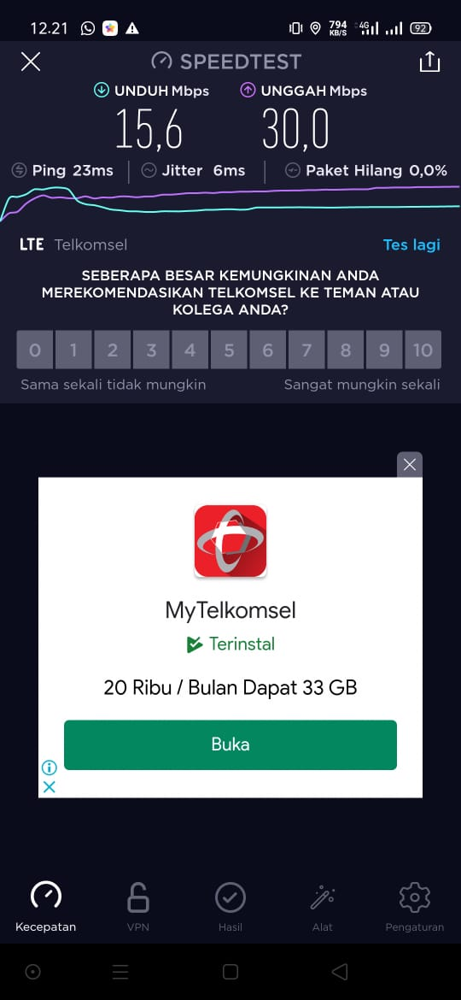 12.21
794 KB/S 4G 92
SPEEDTEST
UNDUH Mbps UNGGAH Mbps
15,6 30,0
Ping 23ms Jitter 6ms Paket Hilang 0,0%
LTE Telkomsel Tes lagi
SEBERAPA BESAR KEMUNGKINAN ANDA
MEREKOMENDASIKAN TELKOMSEL KE TEMAN ATAU
KOLEGA ANDA?
0 1 2 3 4 5 6 7 8 9 10
Sama sekali tidak mungkin Sangat mungkin sekali
MyTelkomsel
Terinstal
20 Ribu / Bulan Dapat 33 GB
Buka
Kecepatan VPN Hasil Alat Pengaturan